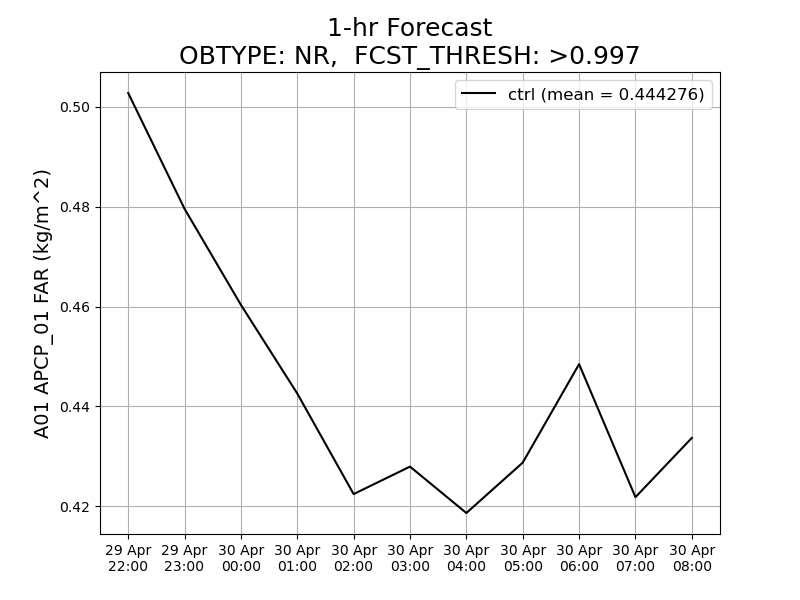 1-hr Forecast
OBTYPE: NR,  FCST_THRESH: >0.997
ctrl (mean = 0.444276)
A01 APCP_01 FAR (kg/m^2)
0.50
0.48
0.46
0.44
0.42
29 Apr 29 Apr 30 Apr 30 Apr 30 Apr 30 Apr 30 Apr 30 Apr 30 Apr 30 Apr 30 Apr
22:00 23:00 00:00 01:00 02:00 03:00 04:00 05:00 06:00 07:00 08:00